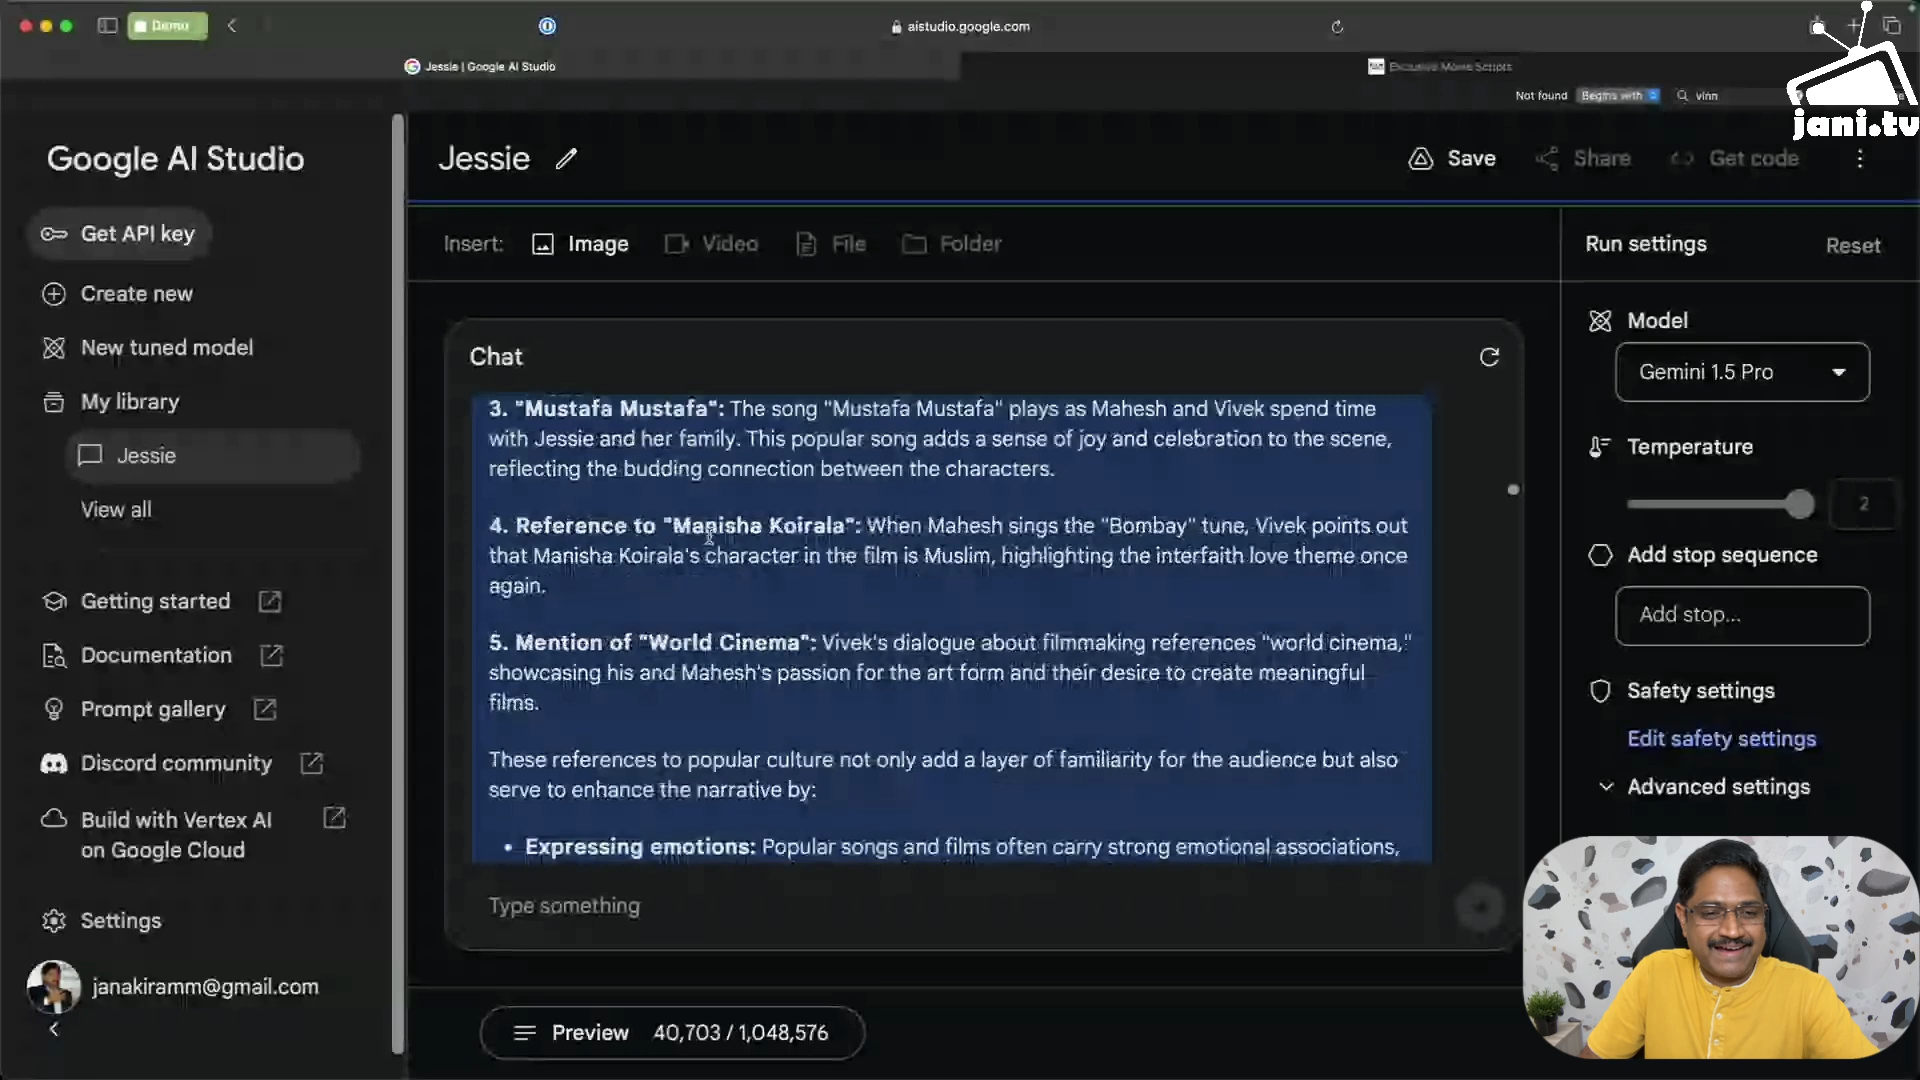 Demo
aistudio.google.com
Jessie | Google AI Studio
Exclusive Movie Scripts
Not found
Begins with
vinn
jani.tv
Google AI Studio
Get API key
Create new
New tuned model
My library
Jessie
View all
Getting started
Documentation
Prompt gallery
Discord community
Build with Vertex AI
on Google Cloud
Settings
janakiramm@gmail.com
Jessie
Save
Share
Get code
Insert:
Image
Video
File
Folder
Chat
3. "Mustafa Mustafa": The song "Mustafa Mustafa" plays as Mahesh and Vivek spend time
with Jessie and her family. This popular song adds a sense of joy and celebration to the scene,
reflecting the budding connection between the characters.
4. Reference to "Manisha Koirala": When Mahesh sings the "Bombay" tune, Vivek points out
that Manisha Koirala's character in the film is Muslim, highlighting the interfaith love theme once
again.
5. Mention of "World Cinema": Vivek's dialogue about filmmaking references "world cinema,"
showcasing his and Mahesh's passion for the art form and their desire to create meaningful
films.
These references to popular culture not only add a layer of familiarity for the audience but also
serve to enhance the narrative by:
• Expressing emotions: Popular songs and films often carry strong emotional associations,
Type something
Preview 40,703 / 1,048,576
Run settings
Reset
Model
Gemini 1.5 Pro
Temperature
2
Add stop sequence
Add stop...
Safety settings
Edit safety settings
Advanced settings